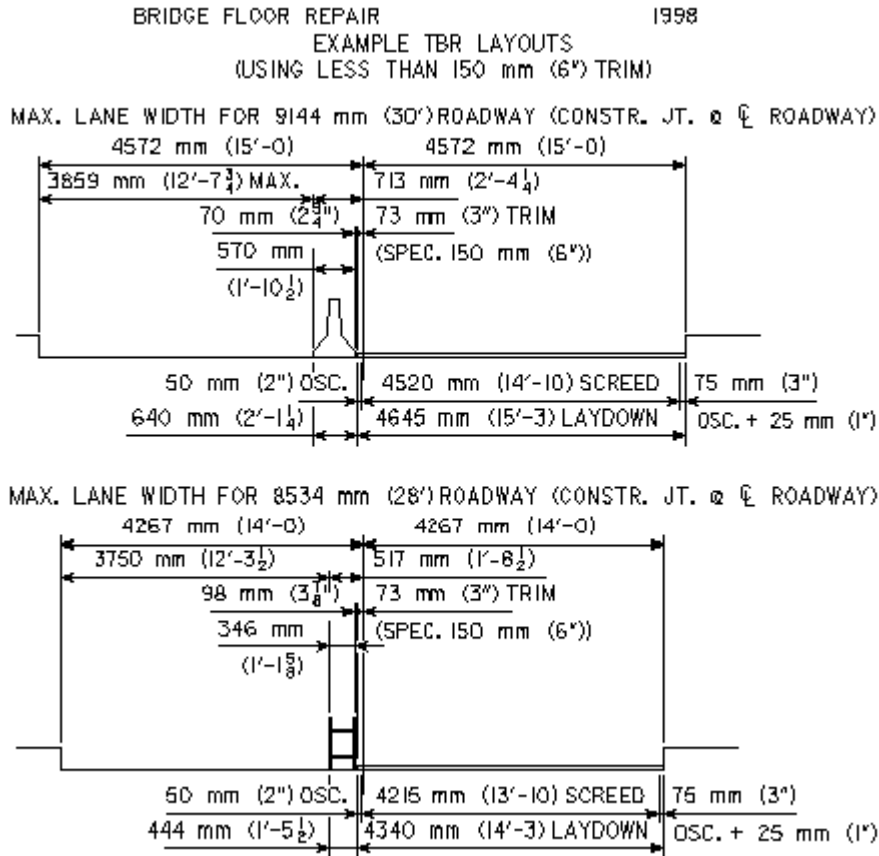 BRIDGE FLOOR REPAIR 1998
EXAMPLE TBR LAYOUTS
(USING LESS THAN 150 mm (6") TRIM)
MAX. LANE WIDTH FOR 9144 mm (30') ROADWAY (CONSTR. JT. @ ℄ ROADWAY)
4572 mm (15'-0) 4572 mm (15'-0)
3859 mm (12'-7¾) MAX. 713 mm (2'-4¼)
70 mm (2¾") 73 mm (3") TRIM
570 mm (SPEC. 150 mm (6"))
(1'-10½)
50 mm (2") OSC. 4520 mm (14'-10) SCREED 75 mm (3")
640 mm (2'-1¼) 4645 mm (15'-3) LAYDOWN OSC. + 25 mm (1")
MAX. LANE WIDTH FOR 8534 mm (28') ROADWAY (CONSTR. JT. @ ℄ ROADWAY)
4267 mm (14'-0) 4267 mm (14'-0)
3750 mm (12'-3½) 517 mm (1'-8½)
98 mm (3⅞") 73 mm (3") TRIM
346 mm (SPEC. 150 mm (6"))
(1'-1⅝)
50 mm (2") OSC. 4215 mm (13'-10) SCREED 75 mm (3")
444 mm (1'-5½) 4340 mm (14'-3) LAYDOWN OSC. + 25 mm (1")